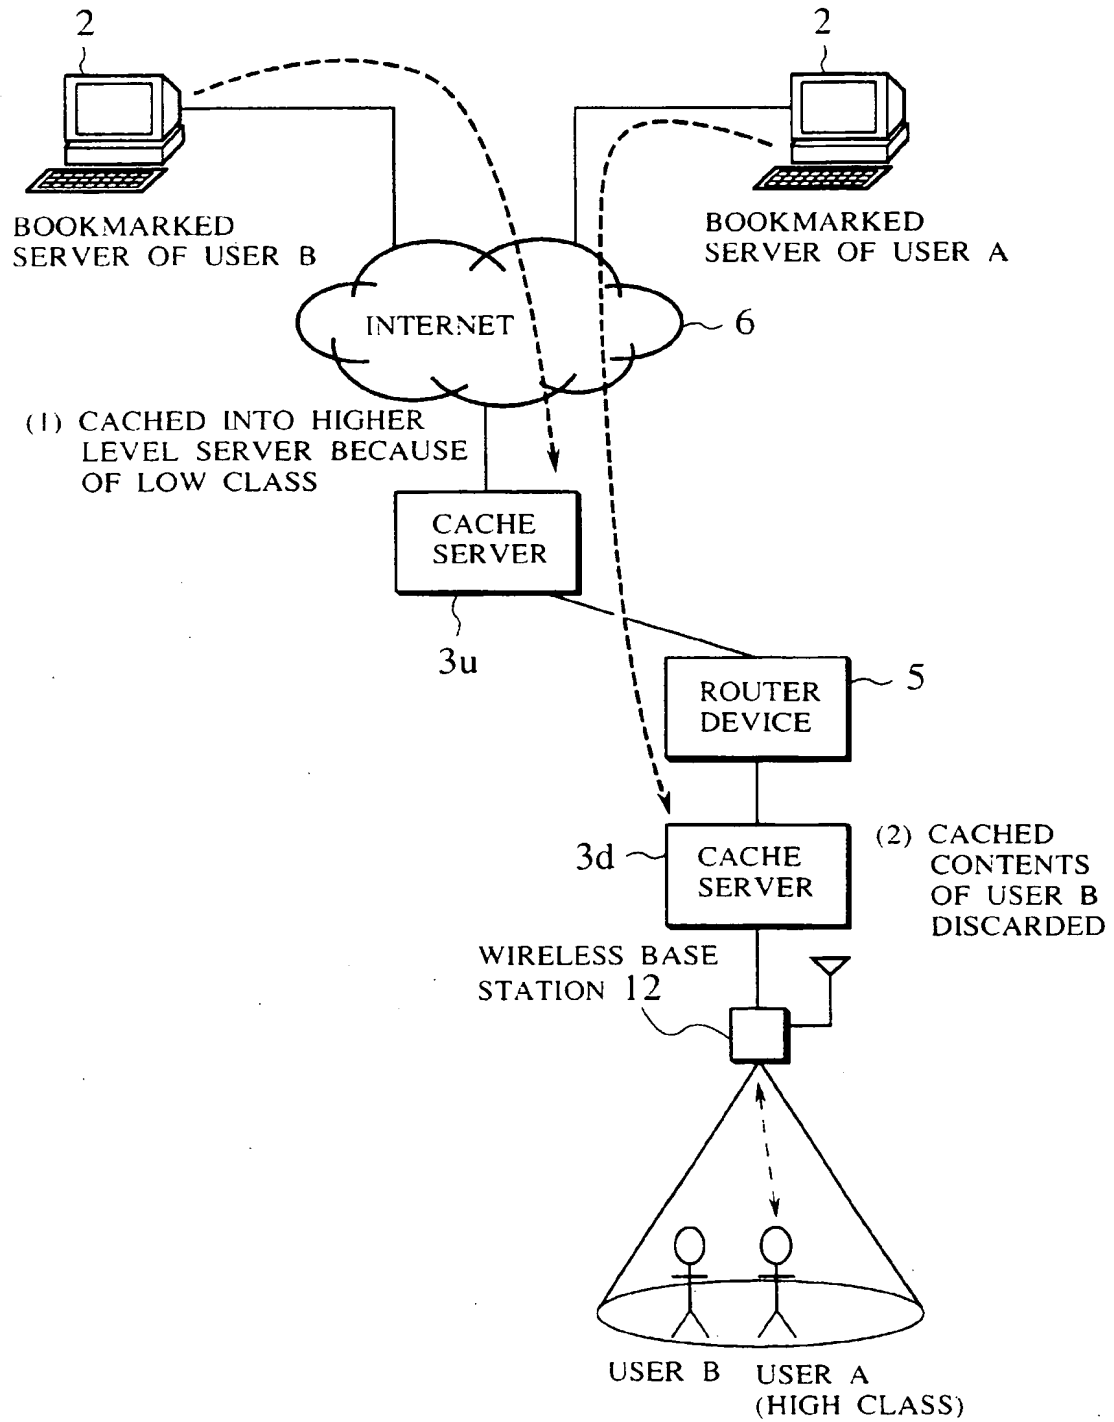 2
2
BOOKMARKED
SERVER OF USER B
BOOKMARKED
SERVER OF USER A
INTERNET
6
(1) CACHED INTO HIGHER
LEVEL SERVER BECAUSE
OF LOW CLASS
CACHE
SERVER
3u
ROUTER
DEVICE
5
3d
CACHE
SERVER
(2) CACHED
CONTENTS
OF USER B
DISCARDED
WIRELESS BASE
STATION 12
USER B
USER A
(HIGH CLASS)